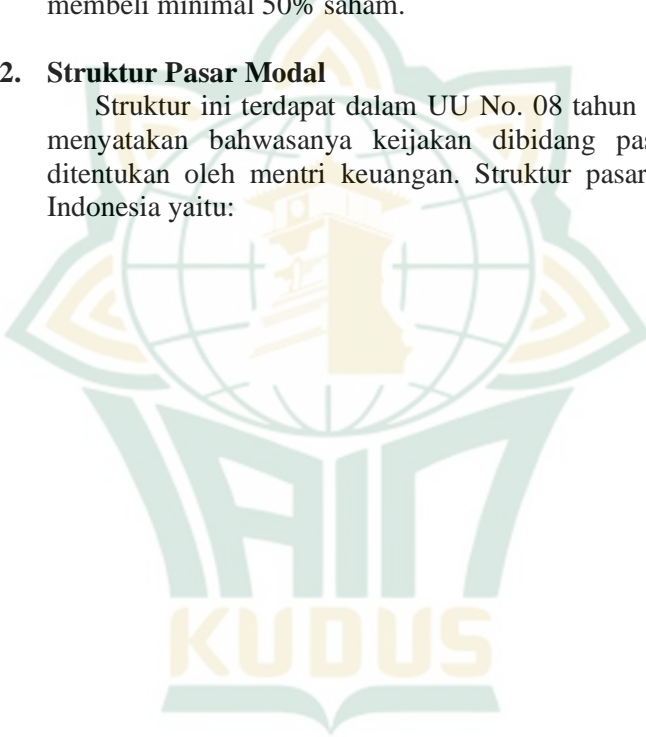 membeli minimal 50% saham.
2. Struktur Pasar Modal
Struktur ini terdapat dalam UU No. 08 tahun
menyatakan bahwasanya keijakan dibidang pas
ditentukan oleh mentri keuangan. Struktur pasar
Indonesia yaitu:
IAIN
KUDUS